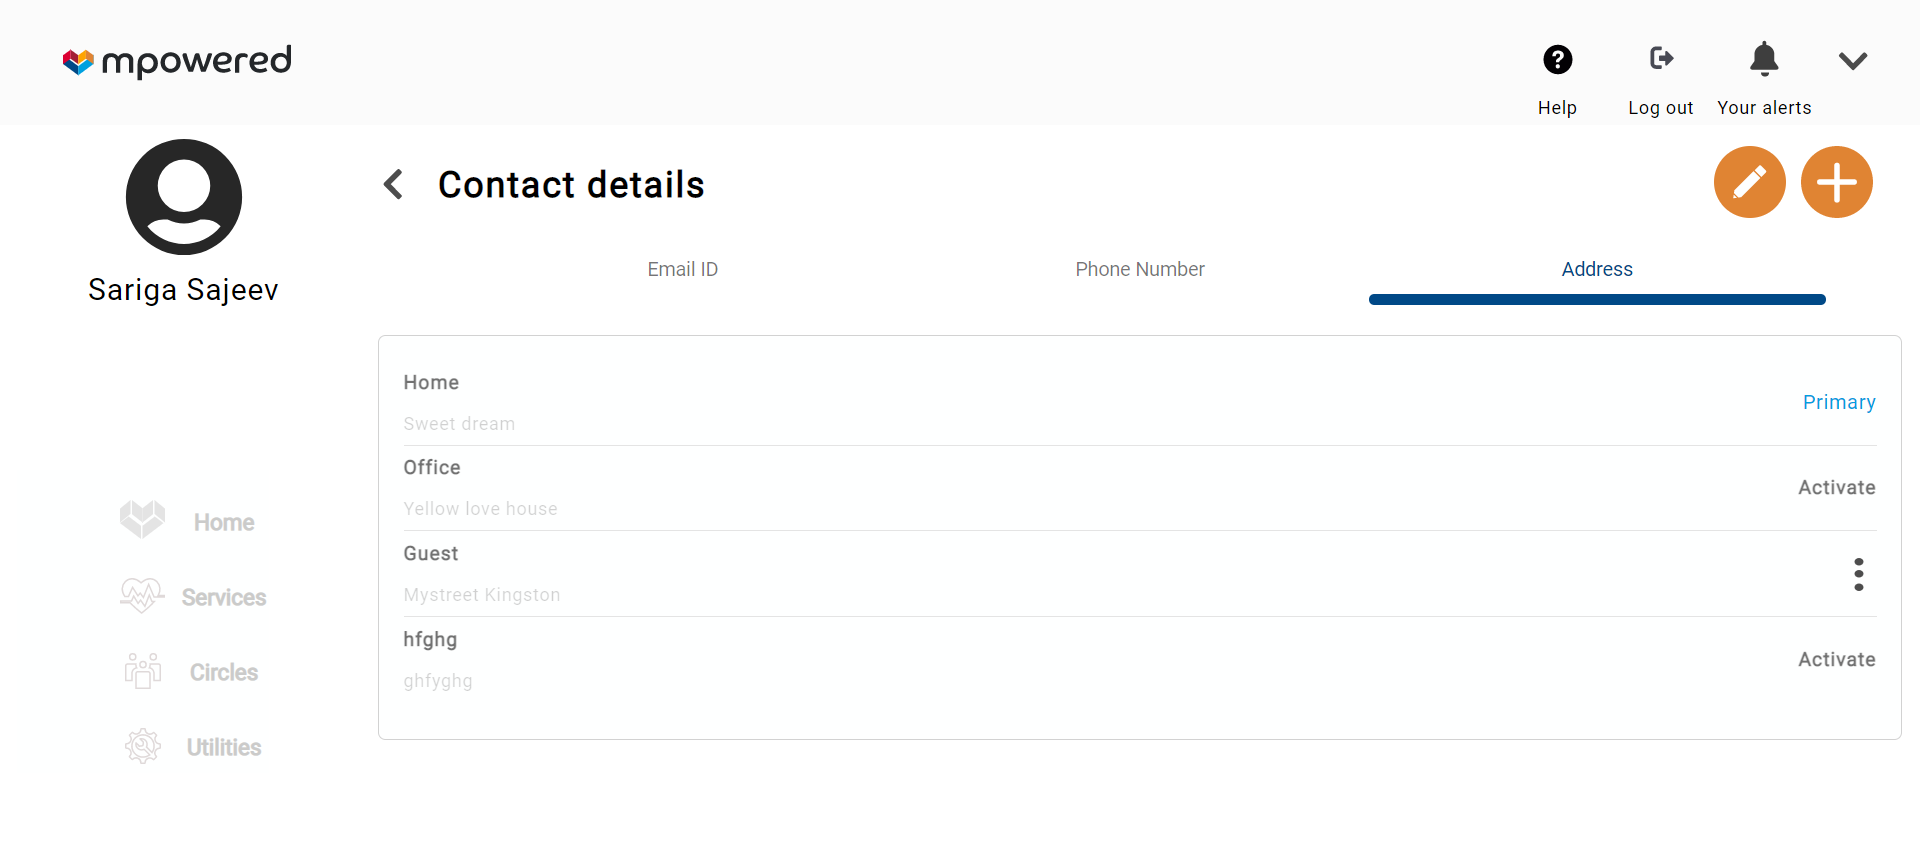 mpowered
Help
Log out
Your alerts
Sariga Sajeev
Contact details
Email ID
Phone Number
Address
Home
Sweet dream
Primary
Office
Yellow love house
Activate
Guest
Mystreet Kingston
hfghg
ghfyghg
Activate
Home
Services
Circles
Utilities